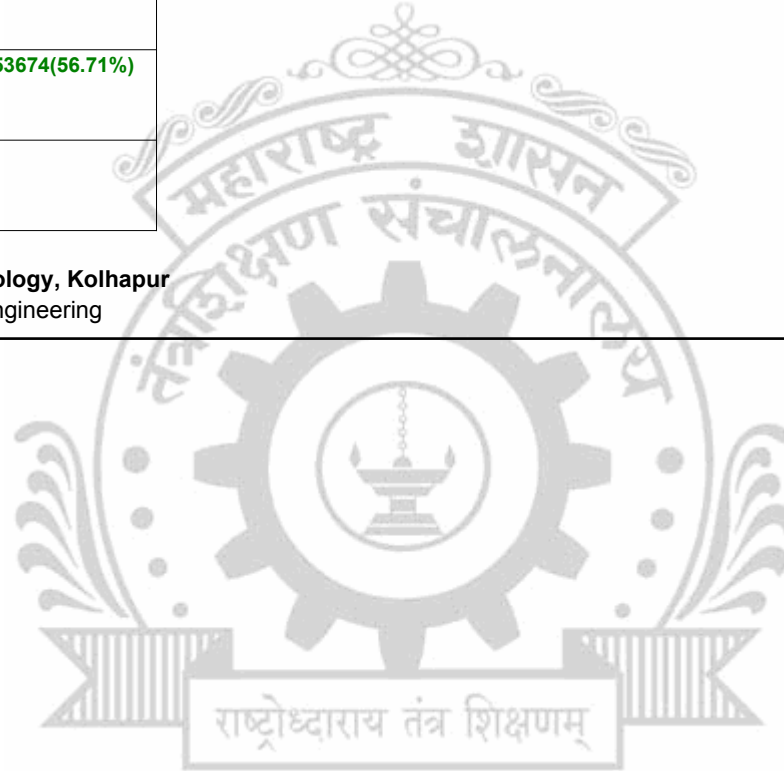 53674(56.71%)
महाराष्ट्र शासन
तंत्रशिक्षण संचालनालय
ology, Kolhapur
ngineering
राष्ट्रोध्दाराय तंत्र शिक्षणम्